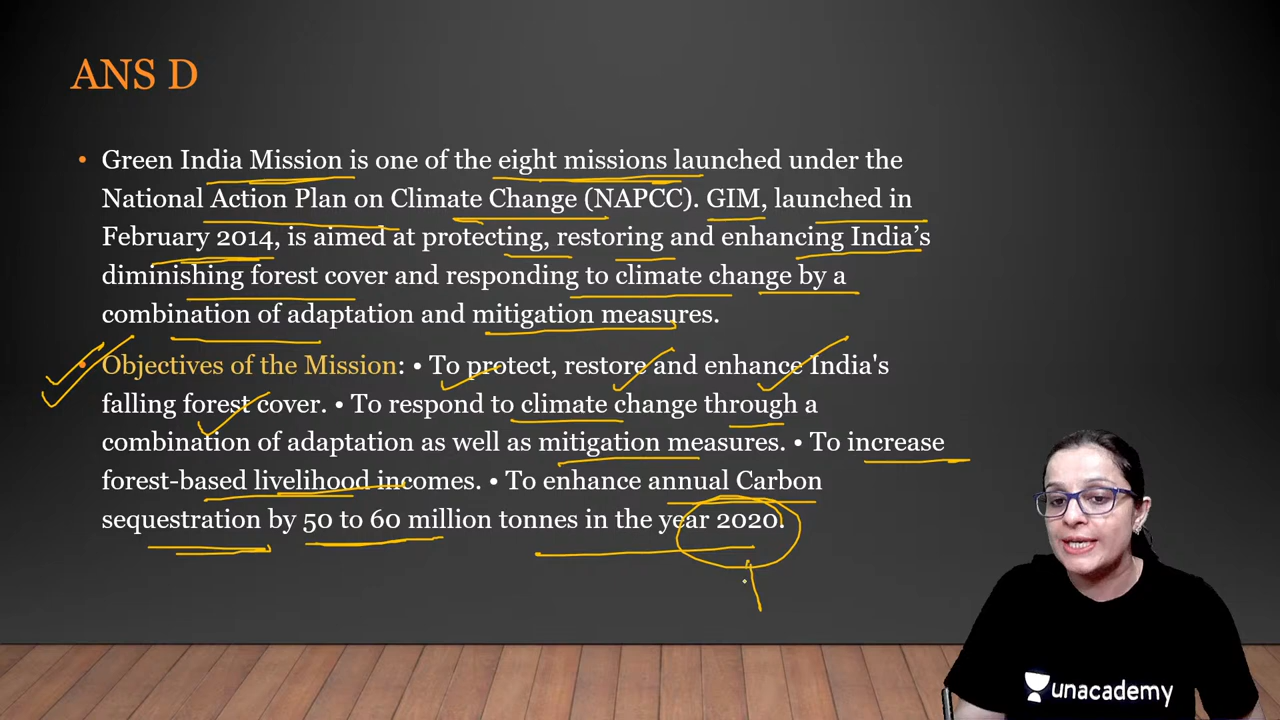 ANS D
• Green India Mission is one of the eight missions launched under the
National Action Plan on Climate Change (NAPCC). GIM, launched in
February 2014, is aimed at protecting, restoring and enhancing India’s
diminishing forest cover and responding to climate change by a
combination of adaptation and mitigation measures.
• Objectives of the Mission: • To protect, restore and enhance India's
falling forest cover. • To respond to climate change through a
combination of adaptation as well as mitigation measures. • To increase
forest-based livelihood incomes. • To enhance annual Carbon
sequestration by 50 to 60 million tonnes in the year 2020.
unacademy